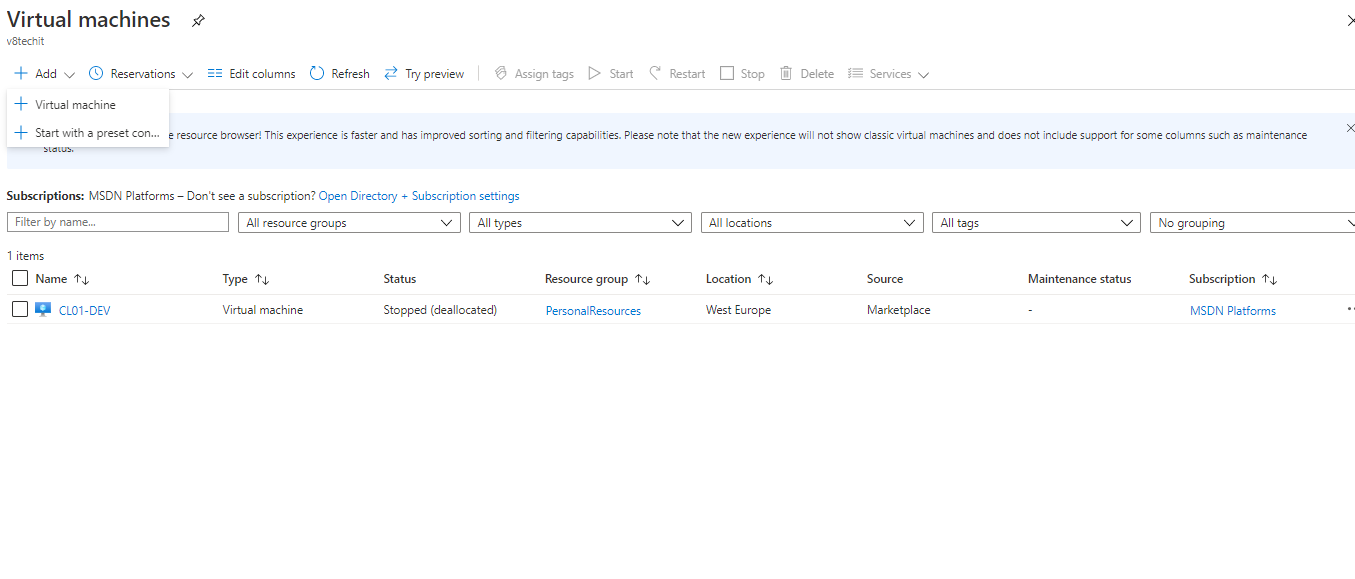 Virtual machines
v8techit
Add Reservations Edit columns Refresh Try preview Assign tags Start Restart Stop Delete Services
Virtual machine
Start with a preset con...
e resource browser! This experience is faster and has improved sorting and filtering capabilities. Please note that the new experience will not show classic virtual machines and does not include support for some columns such as maintenance
status.
Subscriptions: MSDN Platforms – Don't see a subscription? Open Directory + Subscription settings
Filter by name... All resource groups All types All locations All tags No grouping
1 items
Name Type Status Resource group Location Source Maintenance status Subscription
CL01-DEV Virtual machine Stopped (deallocated) PersonalResources West Europe Marketplace - MSDN Platforms